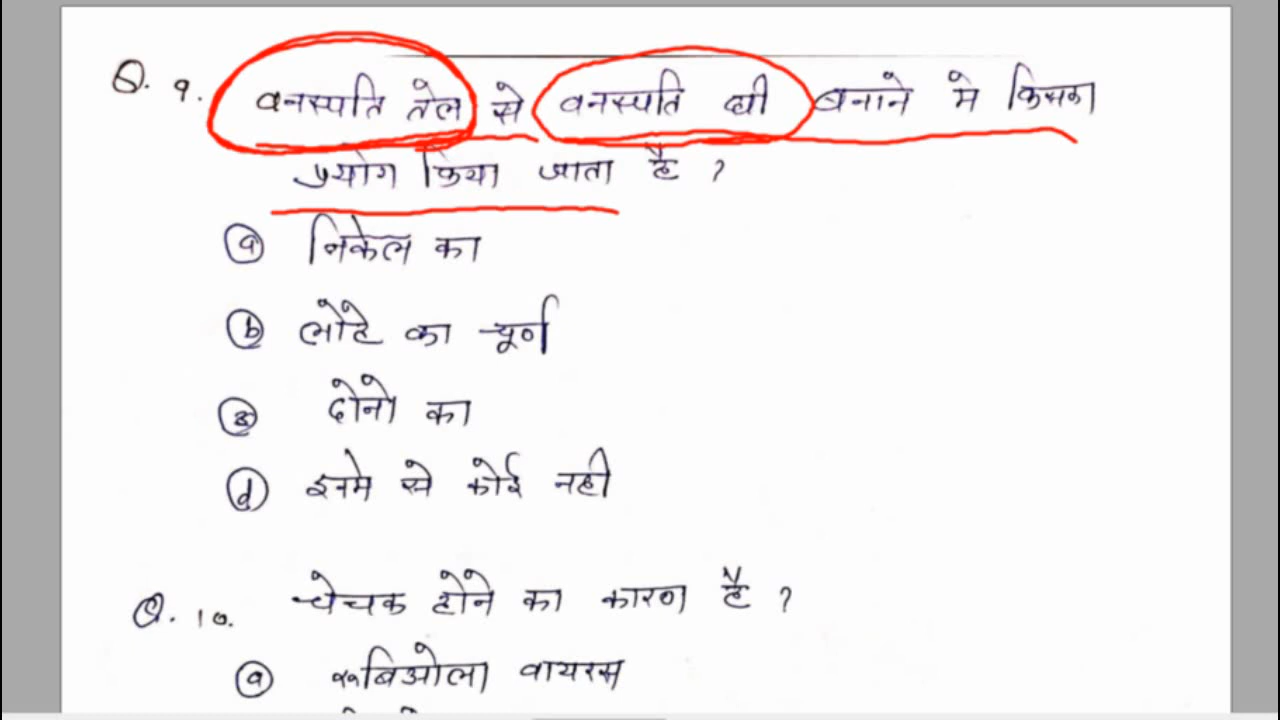 Q. 9. वनस्पति तेल से वनस्पति घी बनाने मे किसका
प्रयोग किया जाता है ?
(a) निकेल का
(b) लोहे का चूर्ण
दोनो का
(d) इनमे से कोई नही
Q. 10. चेचक होने का कारण है ?
(a) रूबिओला वायरस